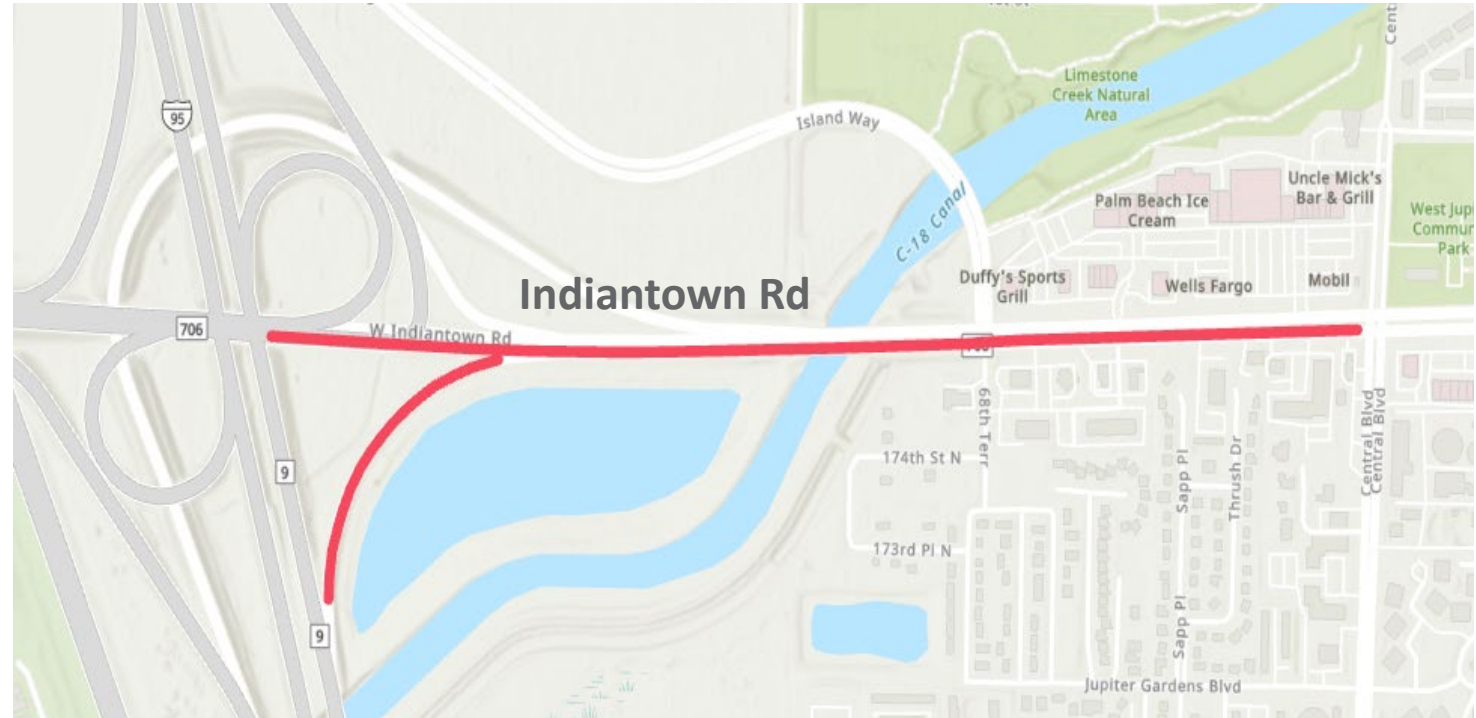 Cent
95
Island Way
Limestone
Creek Natural
Area
C-18 Canal
Palm Beach Ice
Cream
Uncle Mick's
Bar & Grill
West Jup
Commun
Park
Duffy's Sports
Grill
Wells Fargo
Mobil
Indiantown Rd
706
W Indiantown Rd
68th Terr
Central Blvd
Central Blvd
174th St N
Sapp Pl
Thrush Dr
9
173rd Pl N
9
Sapp Pl
Jupiter Gardens Blvd